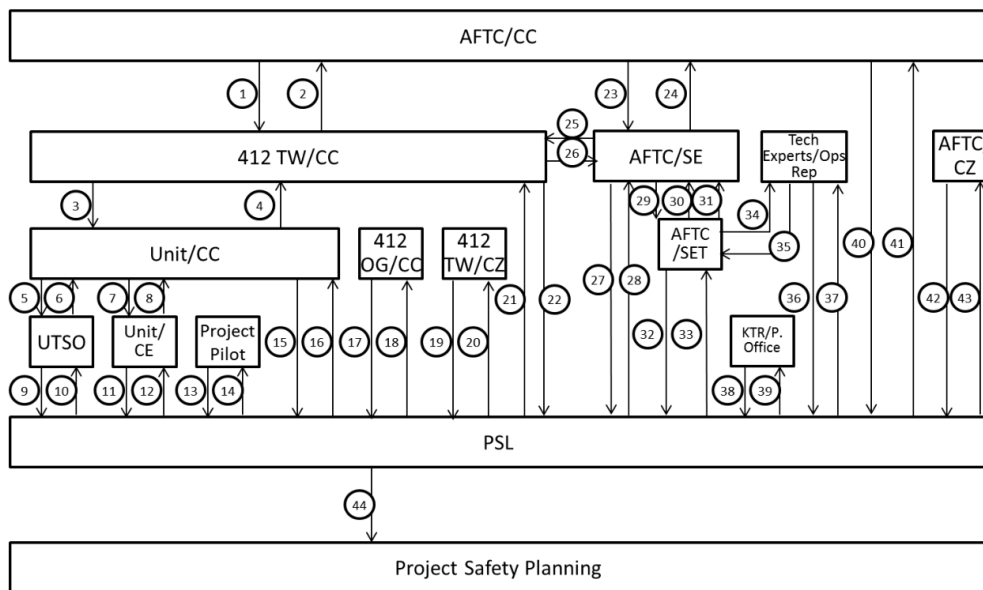 AFTC/CC
1
2
23
24
25
26
412 TW/CC
AFTC/SE
Tech
Experts/Ops
Rep
AFTC/
CZ
3
4
29
30
31
34
35
Unit/CC
412
OG/CC
412
TW/CZ
AFTC
/SET
40
41
5
6
7
8
15
16
17
18
19
20
21
22
27
28
32
33
36
37
42
43
UTSO
Unit/
CE
Project
Pilot
KTR/P.
Office
9
10
11
12
13
14
38
39
PSL
44
Project Safety Planning